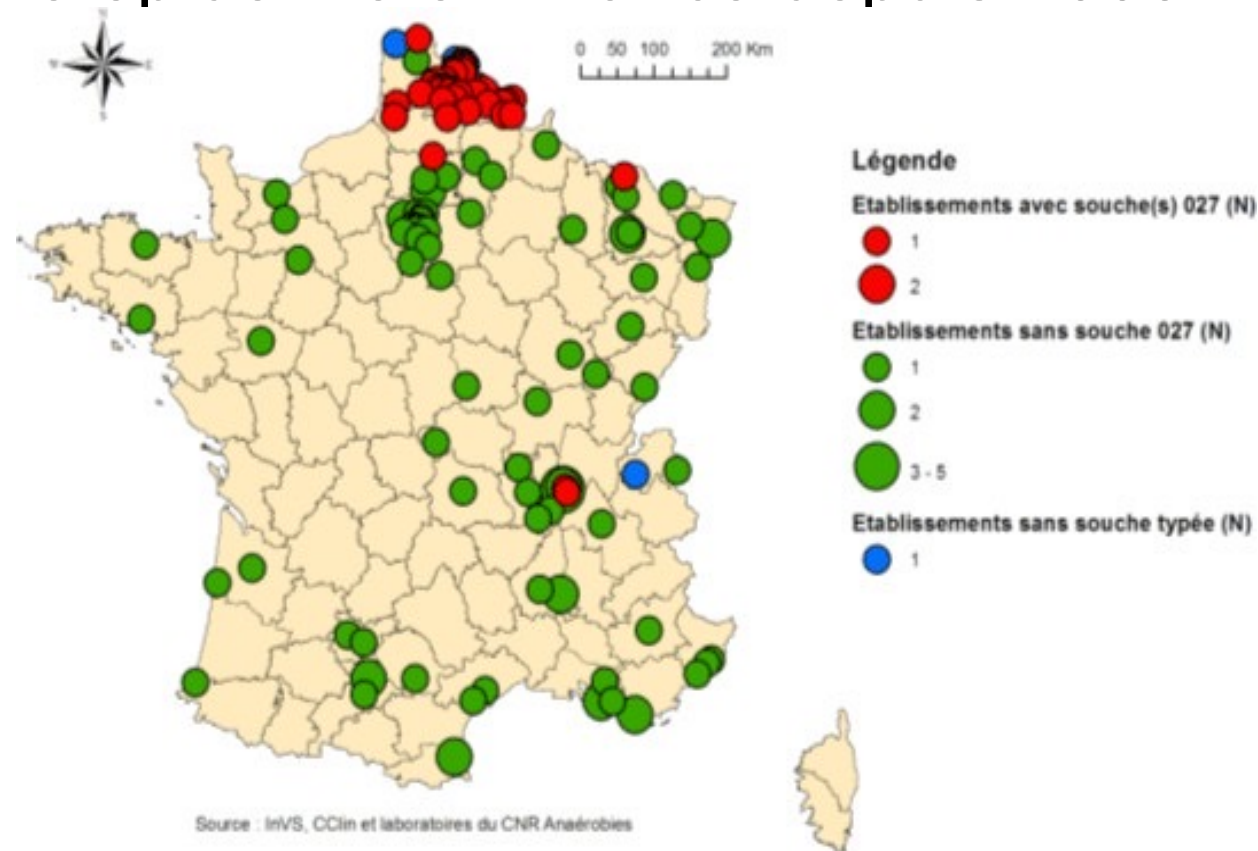 N
E
S
0 50 100 200 Km
Légende
Etablissements avec souche(s) 027 (N)
1
2
Etablissements sans souche 027 (N)
1
2
3 - 5
Etablissements sans souche typée (N)
1
Source : InVS, CClin et laboratoires du CNR Anaérobies